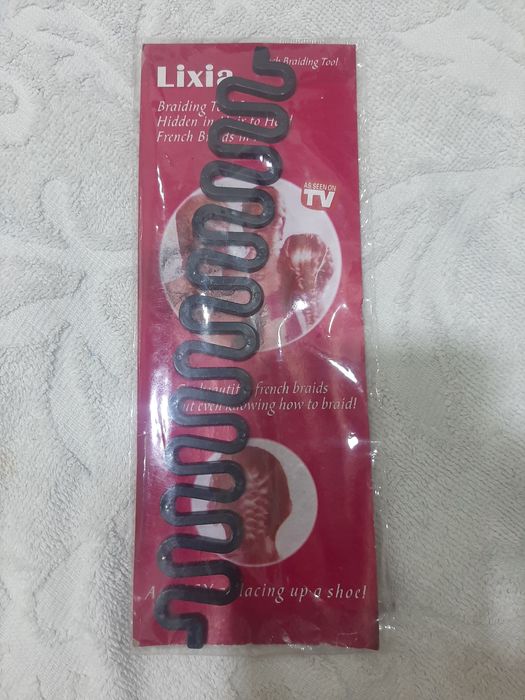 Lixia
Braiding Tool
Braiding
Hidden in to
French in
AS SEEN ON
TV
french braids
even knowing how to braid!
A lacing up a shoe!